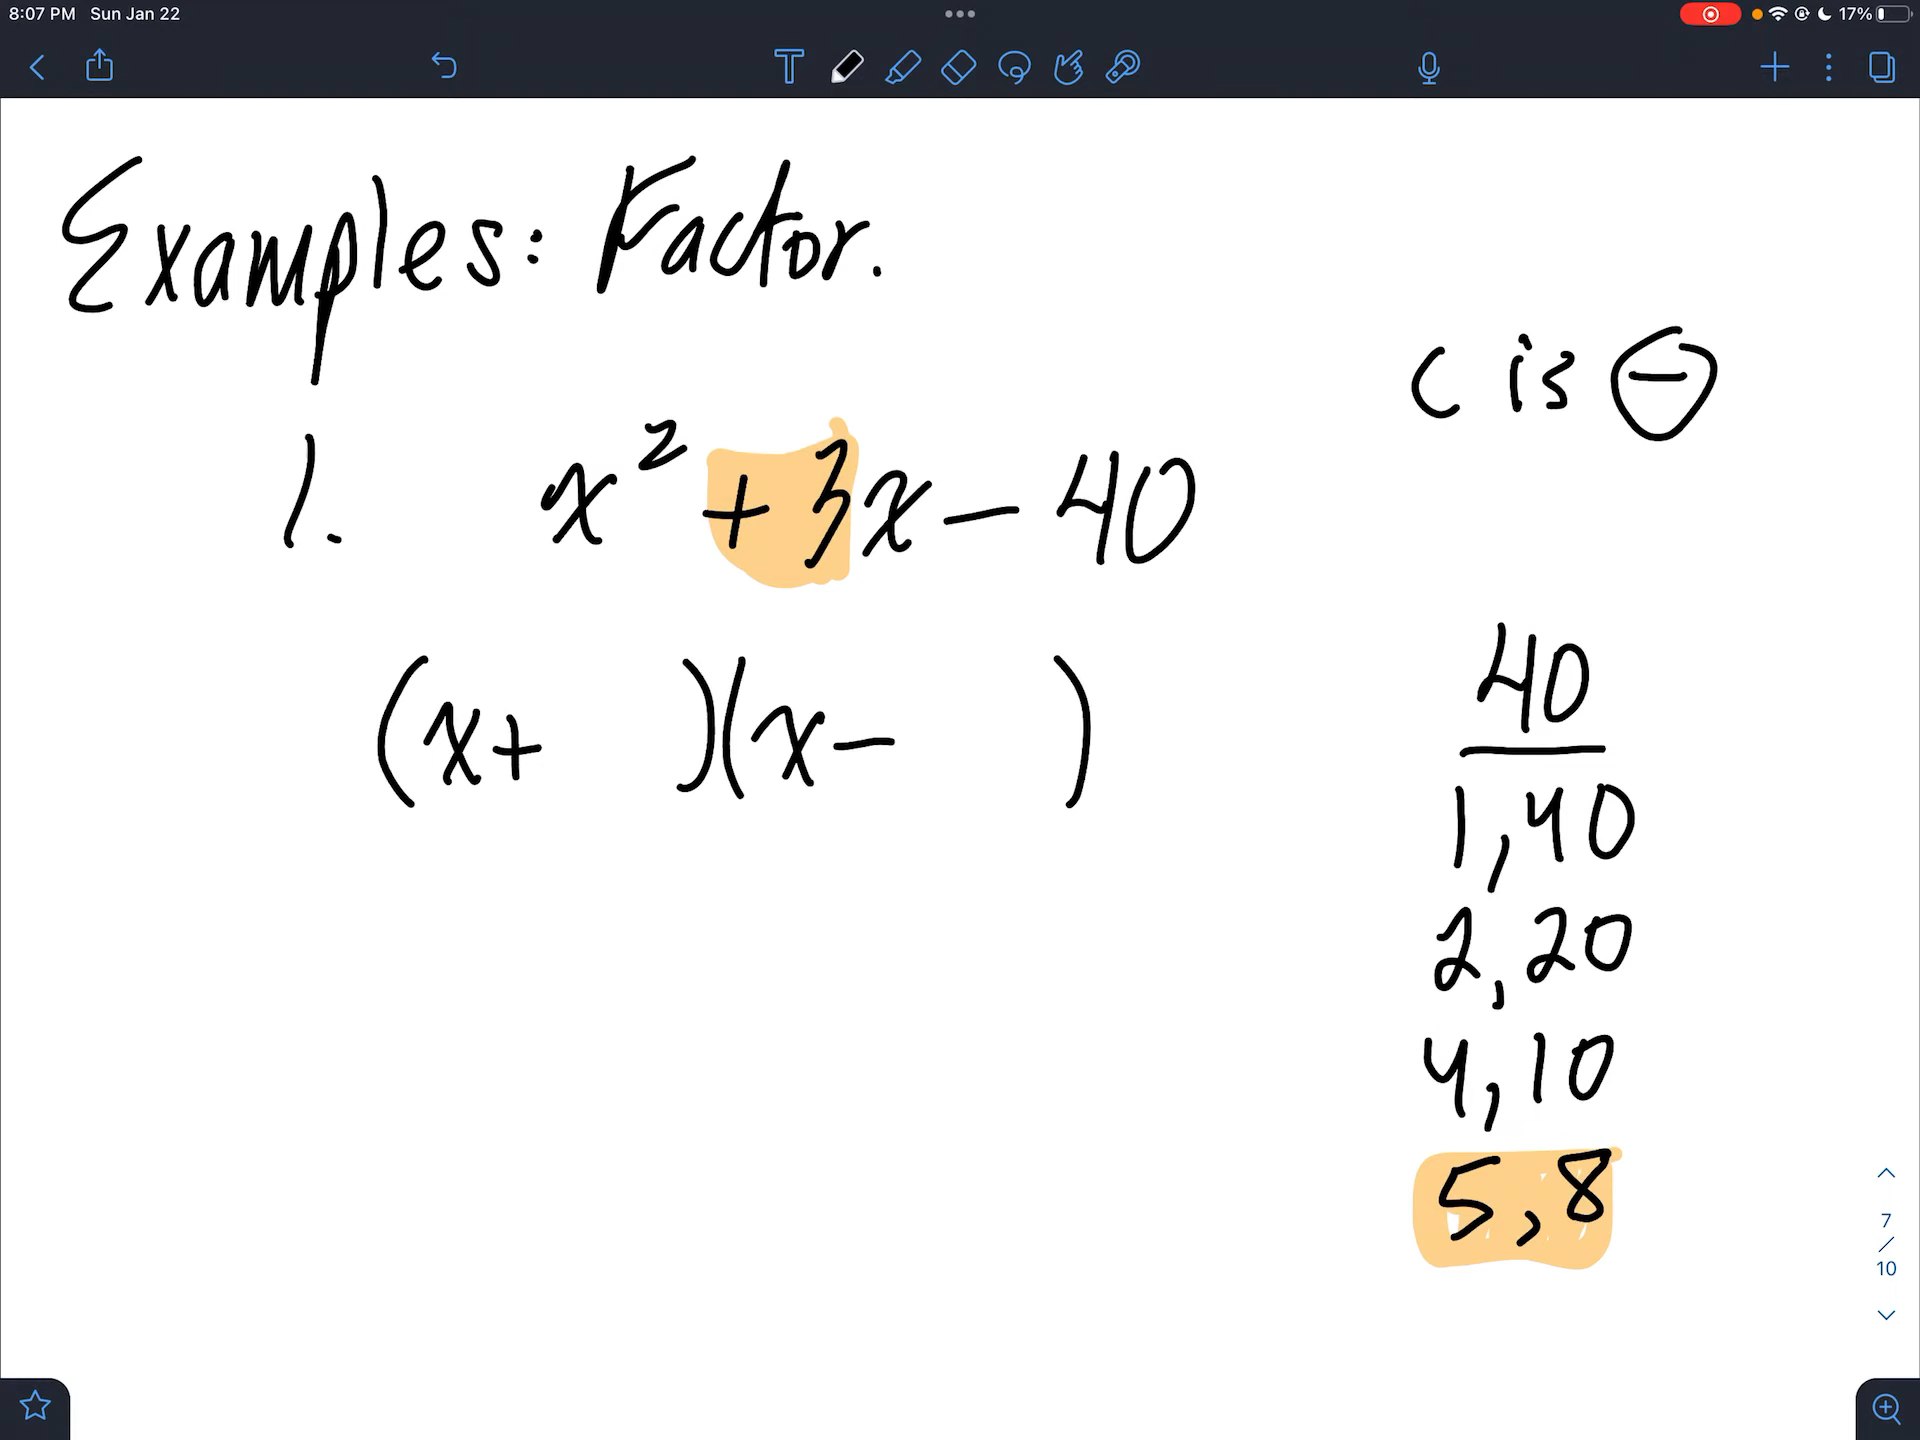 8:07 PM Sun Jan 22
17%
T
Examples: Factor.
c is ⊖
1. x² + 3x - 40
(x+ )(x- )
40
1, 40
2, 20
4, 10
5, 8
7
/
10